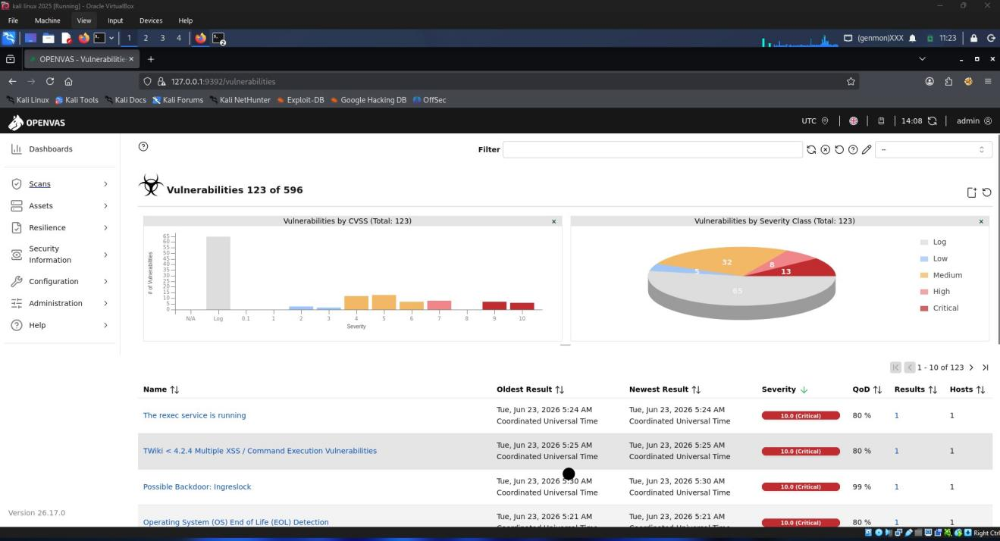 kali linux 2025 [Running] - Oracle VirtualBox
File Machine View Input Devices Help
1 2 3 4 2 (genmon)XXX 11:23
OPENVAS - Vulnerabilitie
127.0.0.1:9392/vulnerabilities
Kali Linux Kali Tools Kali Docs Kali Forums Kali NetHunter Exploit-DB Google Hacking DB OffSec
OPENVAS UTC 14:08 admin
Dashboards
Scans
Assets
Resilience
Security
Information
Configuration
Administration
Help
Version 26.17.0
Filter --
Vulnerabilities 123 of 596
Vulnerabilities by CVSS (Total: 123)
# of Vulnerabilities
65
60
55
50
45
40
35
30
25
20
15
10
5
0
N/A Log 0.1 1 2 3 4 5 6 7 8 9 10
Severity
Vulnerabilities by Severity Class (Total: 123)
32
8
5
13
65
Log
Low
Medium
High
Critical
1 - 10 of 123
Name Oldest Result Newest Result Severity QoD Results Hosts
The rexec service is running Tue, Jun 23, 2026 5:24 AM Tue, Jun 23, 2026 5:24 AM 10.0 (Critical) 80 % 1 1
Coordinated Universal Time Coordinated Universal Time
TWiki < 4.2.4 Multiple XSS / Command Execution Vulnerabilities Tue, Jun 23, 2026 5:25 AM Tue, Jun 23, 2026 5:25 AM 10.0 (Critical) 80 % 1 1
Coordinated Universal Time Coordinated Universal Time
Possible Backdoor: Ingreslock Tue, Jun 23, 2026 5:30 AM Tue, Jun 23, 2026 5:30 AM 10.0 (Critical) 99 % 1 1
Coordinated Universal Time Coordinated Universal Time
Operating System (OS) End of Life (EOL) Detection Tue, Jun 23, 2026 5:21 AM Tue, Jun 23, 2026 5:21 AM 10.0 (Critical) 80 % 1 1
Coordinated Universal Time Coordinated Universal Time
Right Ctrl